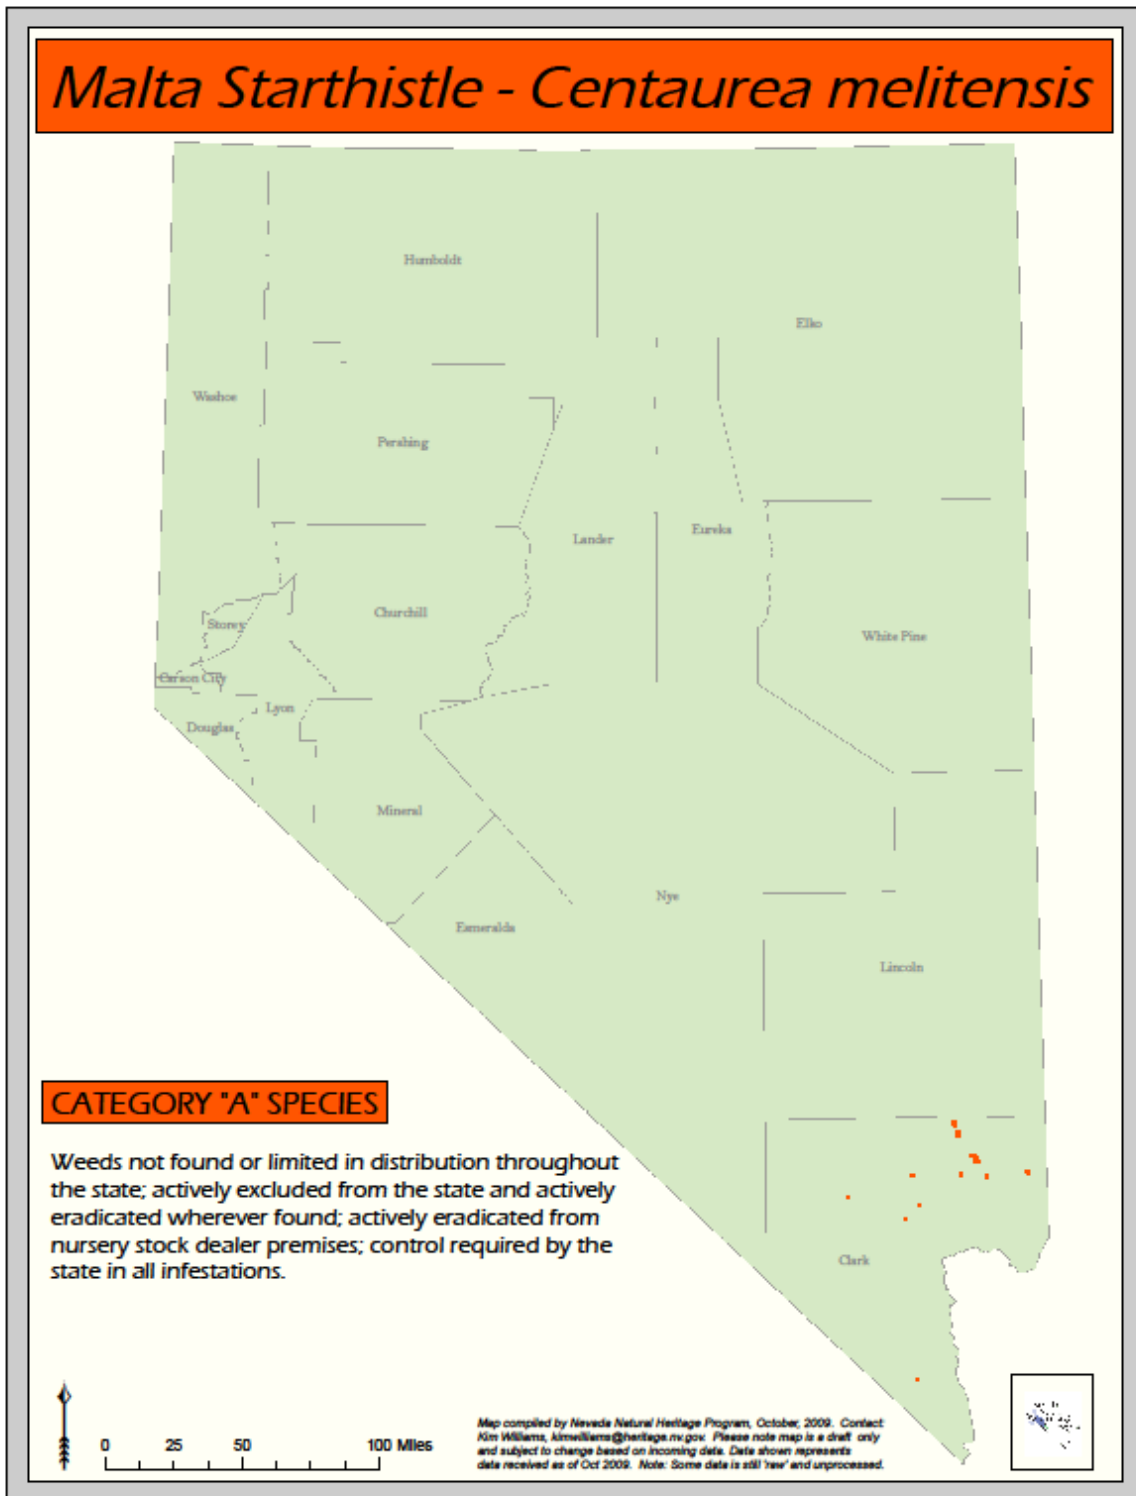 Malta Starthistle - Centaurea melitensis
Humboldt
Elko
Washoe
Pershing
Lander
Eureka
Churchill
Storey
White Pine
Carson City
Lyon
Douglas
Mineral
Nye
Esmeralda
Lincoln
CATEGORY "A" SPECIES
Weeds not found or limited in distribution throughout
the state; actively excluded from the state and actively
eradicated wherever found; actively eradicated from
nursery stock dealer premises; control required by the
state in all infestations.
Clark
0 25 50 100 Miles
Map compiled by Nevada Natural Heritage Program, October, 2009. Contact:
Kim Williams, kimwilliams@heritage.nv.gov. Please note map is a draft only
and subject to change based on incoming data. Data shown represents
data received as of Oct 2009. Note: Some data is still 'raw' and unprocessed.